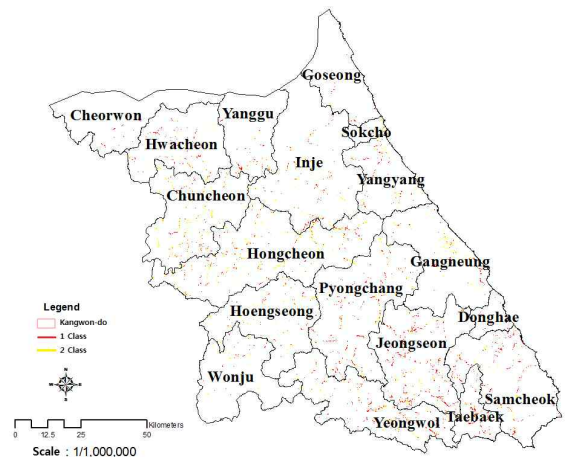 Goseong
Cheorwon
Yanggu
Sokcho
Hwacheon
Inje
Yangyang
Chuncheon
Hongcheon
Gangneung
Pyongchang
Hoengseong
Donghae
Jeongseon
Wonju
Samcheok
Taebaek
Yeongwol
Legend
Kangwon-do
1 Class
2 Class
N
W E
S
0 12.5 25 50 Kilometers
Scale : 1/1,000,000